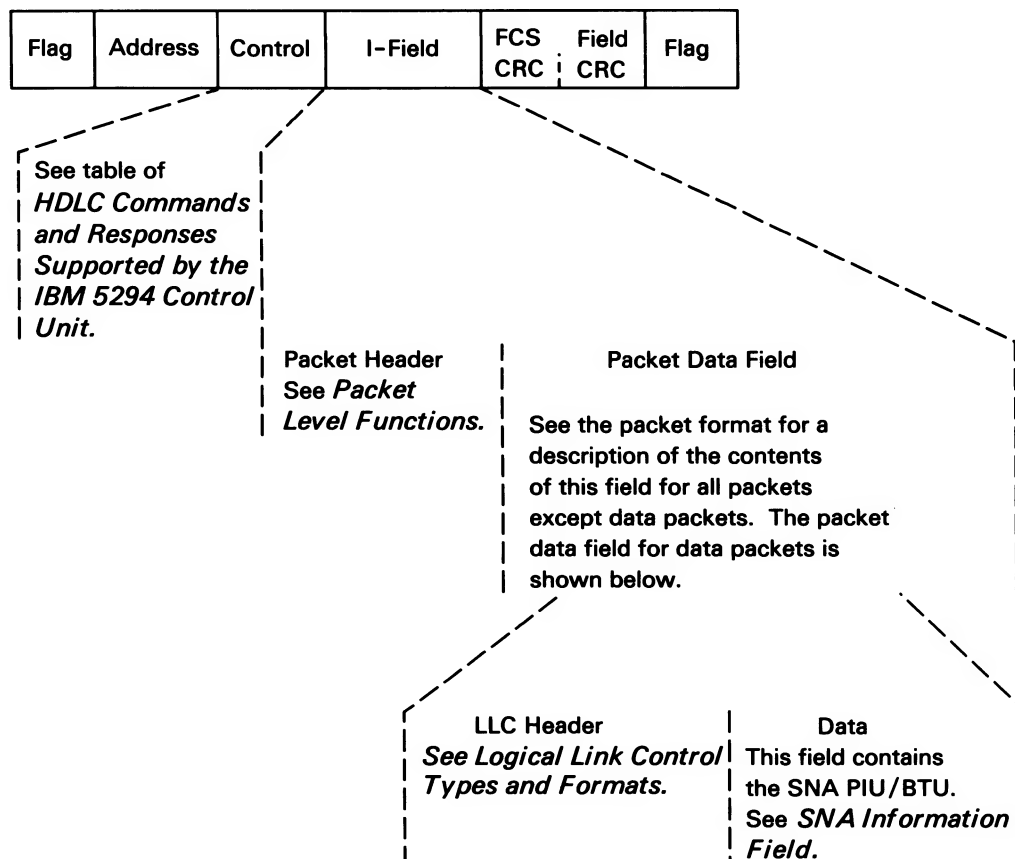 Flag Address Control I-Field FCS Field Flag
CRC CRC
See table of
HDLC Commands
and Responses
Supported by the
IBM 5294 Control
Unit.
Packet Header
See Packet
Level Functions.
Packet Data Field
See the packet format for a
description of the contents
of this field for all packets
except data packets. The packet
data field for data packets is
shown below.
LLC Header
See Logical Link Control
Types and Formats.
Data
This field contains
the SNA PIU/BTU.
See SNA Information
Field.